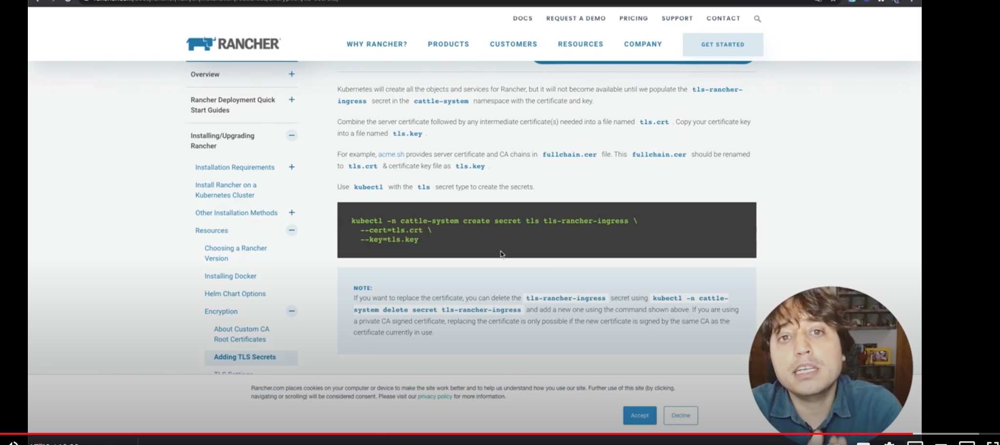 DOCS REQUEST A DEMO PRICING SUPPORT CONTACT
RANCHER
WHY RANCHER? PRODUCTS CUSTOMERS RESOURCES COMPANY GET STARTED
Overview +
Rancher Deployment Quick +
Start Guides
Installing/Upgrading −
Rancher
Installation Requirements +
Install Rancher on a
Kubernetes Cluster
Other Installation Methods +
Resources −
Choosing a Rancher
Version
Installing Docker
Helm Chart Options
Encryption −
About Custom CA
Root Certificates
Adding TLS Secrets
Kubernetes will create all the objects and services for Rancher, but it will not become available until we populate the tls-rancher-
ingress secret in the cattle-system namespace with the certificate and key.
Combine the server certificate followed by any intermediate certificate(s) needed into a file named tls.crt . Copy your certificate key
into a file named tls.key .
For example, acme.sh provides server certificate and CA chains in fullchain.cer file. This fullchain.cer should be renamed
to tls.crt & certificate key file as tls.key .
Use kubectl with the tls secret type to create the secrets.
kubectl -n cattle-system create secret tls tls-rancher-ingress \
--cert=tls.crt \
--key=tls.key
NOTE:
If you want to replace the certificate, you can delete the tls-rancher-ingress secret using kubectl -n cattle-
system delete secret tls-rancher-ingress and add a new one using the command shown above. If you are using
a private CA signed certificate, replacing the certificate is only possible if the new certificate is signed by the same CA as the
certificate currently in use.
Rancher.com places cookies on your computer or device to make the site work better and to help us understand how you use our site. Further use of this site (by clicking,
navigating or scrolling) will be considered consent. Please visit our privacy policy for more information.
Accept Decline